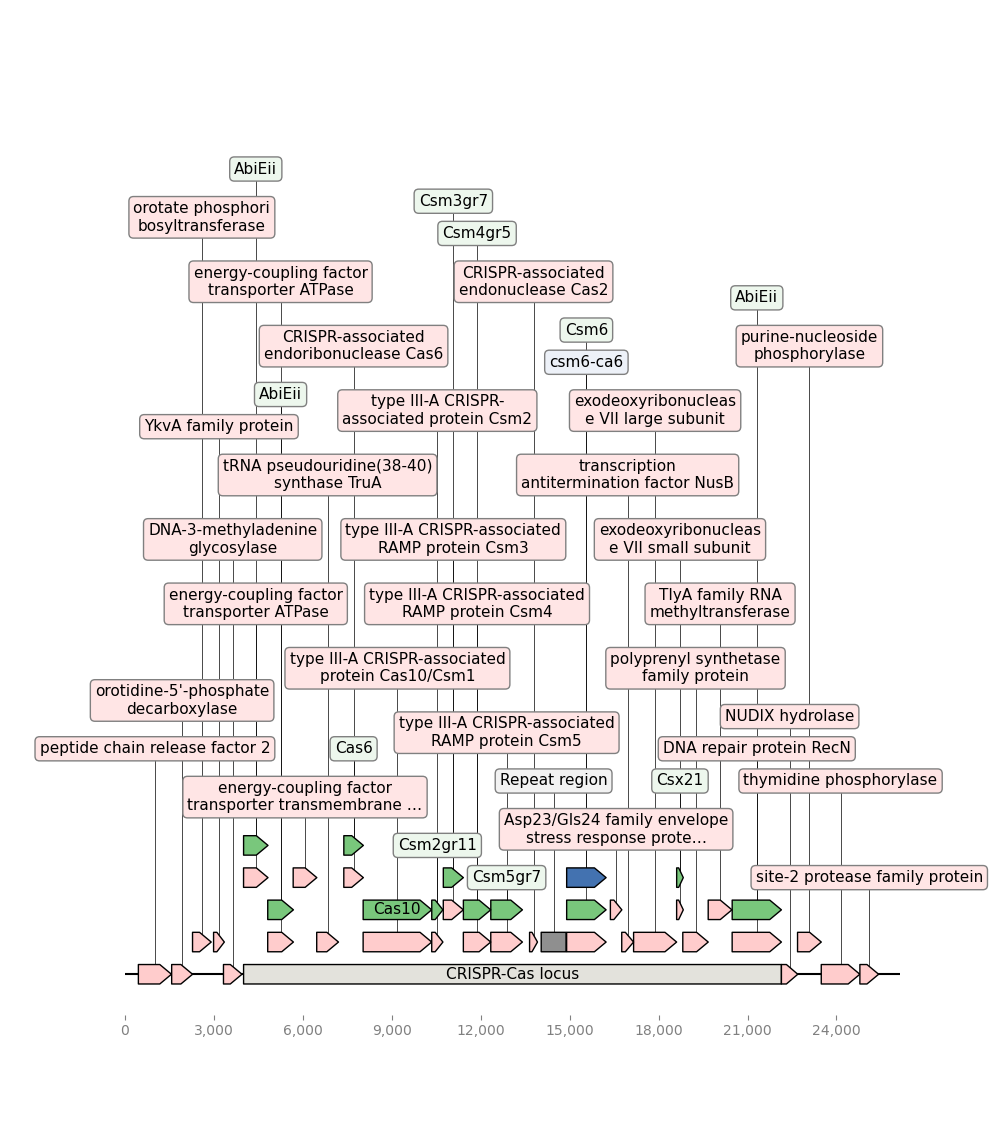 AbiEii
Csm3gr7
orotate phosphori
bosyltransferase
Csm4gr5
energy-coupling factor
transporter ATPase
CRISPR-associated
endonuclease Cas2
AbiEii
Csm6
CRISPR-associated
endoribonuclease Cas6
purine-nucleoside
phosphorylase
csm6-ca6
AbiEii
type III-A CRISPR-
associated protein Csm2
exodeoxyribonucleas
e VII large subunit
YkvA family protein
tRNA pseudouridine(38-40)
synthase TruA
transcription
antitermination factor NusB
DNA-3-methyladenine
glycosylase
type III-A CRISPR-associated
RAMP protein Csm3
exodeoxyribonucleas
e VII small subunit
energy-coupling factor
transporter ATPase
type III-A CRISPR-associated
RAMP protein Csm4
TlyA family RNA
methyltransferase
type III-A CRISPR-associated
protein Cas10/Csm1
polyprenyl synthetase
family protein
orotidine-5'-phosphate
decarboxylase
NUDIX hydrolase
type III-A CRISPR-associated
RAMP protein Csm5
peptide chain release factor 2
Cas6
DNA repair protein RecN
Repeat region
Csx21
thymidine phosphorylase
energy-coupling factor
transporter transmembrane ...
Asp23/Gls24 family envelope
stress response prote...
Csm2gr11
Csm5gr7
site-2 protease family protein
Cas10
CRISPR-Cas locus
0
3,000
6,000
9,000
12,000
15,000
18,000
21,000
24,000